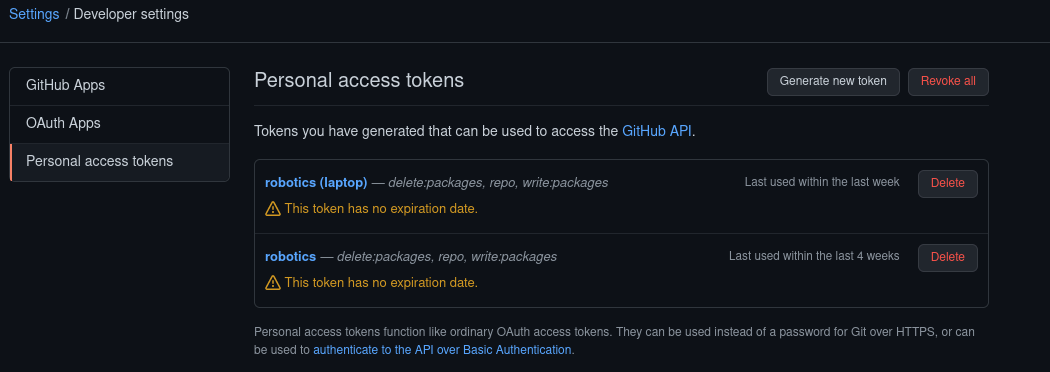 Settings / Developer settings
GitHub Apps
OAuth Apps
Personal access tokens
Personal access tokens
Generate new token
Revoke all
Tokens you have generated that can be used to access the GitHub API.
robotics (laptop) — delete:packages, repo, write:packages
Last used within the last week
Delete
This token has no expiration date.
robotics — delete:packages, repo, write:packages
Last used within the last 4 weeks
Delete
This token has no expiration date.
Personal access tokens function like ordinary OAuth access tokens. They can be used instead of a password for Git over HTTPS, or can
be used to authenticate to the API over Basic Authentication.